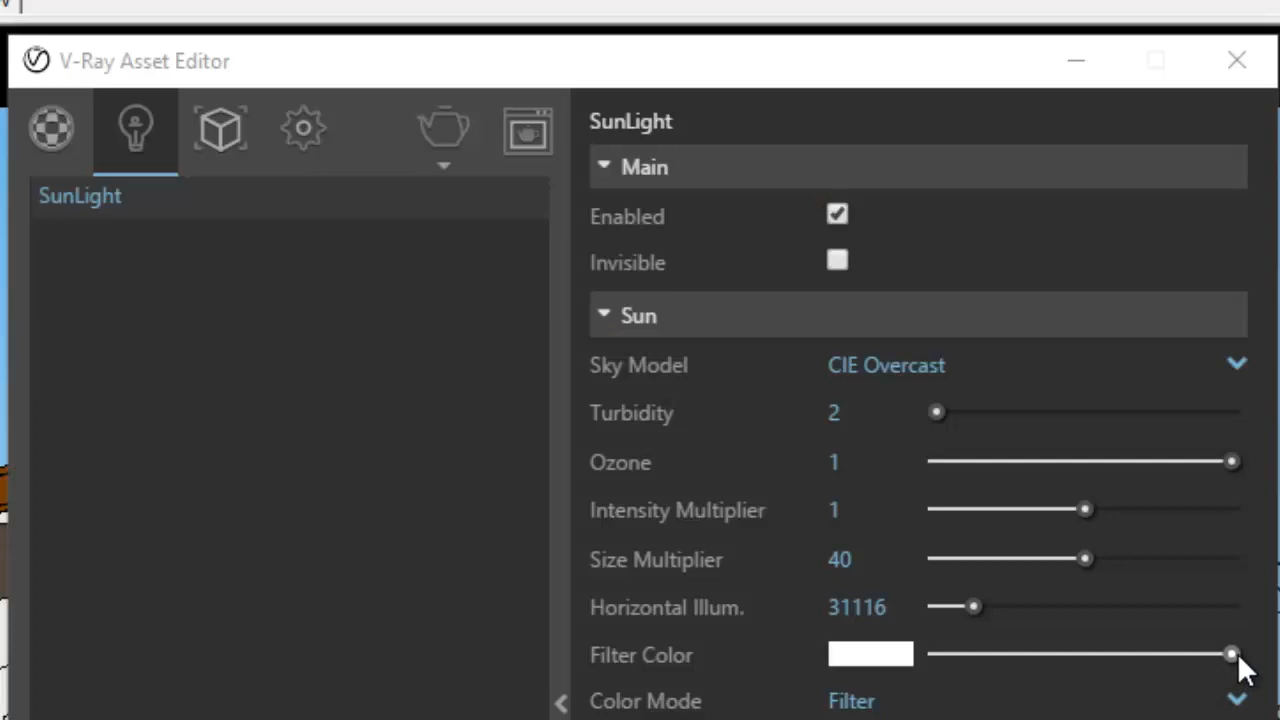 V-Ray Asset Editor
SunLight
SunLight
Main
Enabled
Invisible
Sun
Sky Model CIE Overcast
Turbidity 2
Ozone 1
Intensity Multiplier 1
Size Multiplier 40
Horizontal Illum. 31116
Filter Color
Color Mode Filter